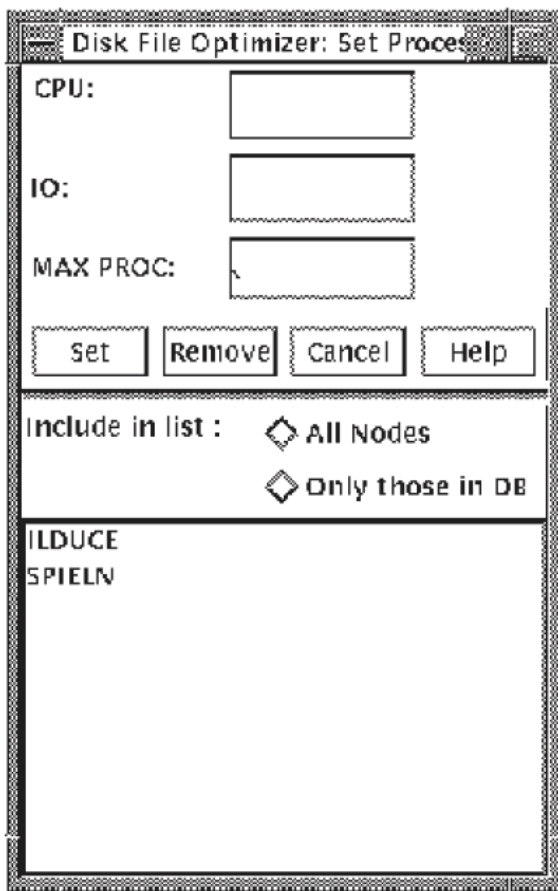 Disk File Optimizer: Set Proces
CPU:
IO:
MAX PROC:
Set Remove Cancel Help
Include in list :
All Nodes
Only those in DB
ILDUCE
SPIELN